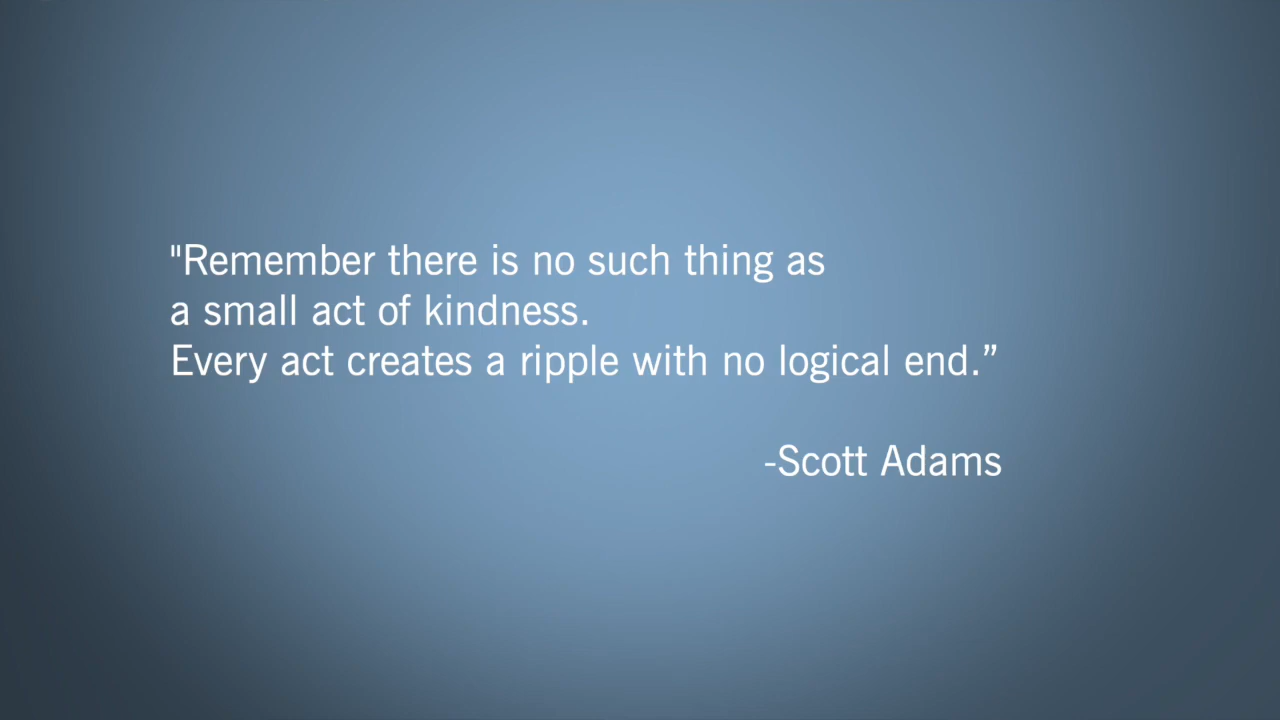 "Remember there is no such thing as
a small act of kindness.
Every act creates a ripple with no logical end.”
-Scott Adams